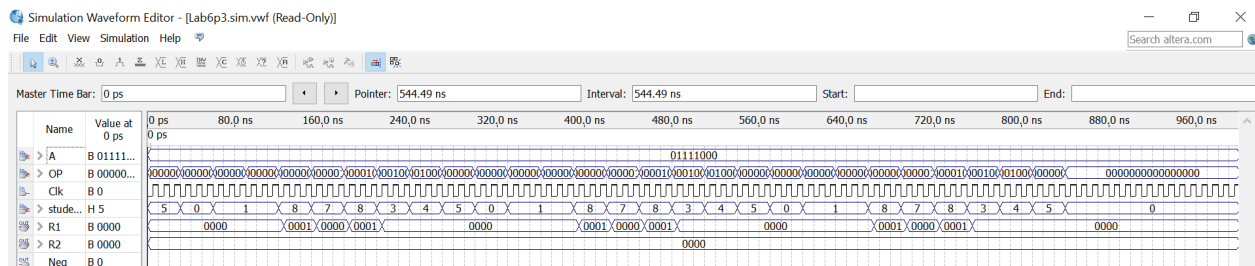 Simulation Waveform Editor - [Lab6p3.sim.vwf (Read-Only)]
File Edit View Simulation Help
Search altera.com
Master Time Bar: 0 ps Pointer: 544.49 ns Interval: 544.49 ns Start: End:
Name Value at 0 ps
0 ps 80.0 ns 160.0 ns 240.0 ns 320.0 ns 400.0 ns 480.0 ns 560.0 ns 640.0 ns 720.0 ns 800.0 ns 880.0 ns 960.0 ns
0 ps
A B 01111... 01111000
OP B 00000... 0000000000000000
Clk B 0
stude... H 5 5 0 1 8 7 8 3 4 5 0 1 8 7 8 3 4 5 0 1 8 7 8 3 4 5 0
R1 B 0000 0000 0001 0000 0001 0000 0001 0000 0001 0000 0001 0000 0001 0000
R2 B 0000 0000
Neg B 0